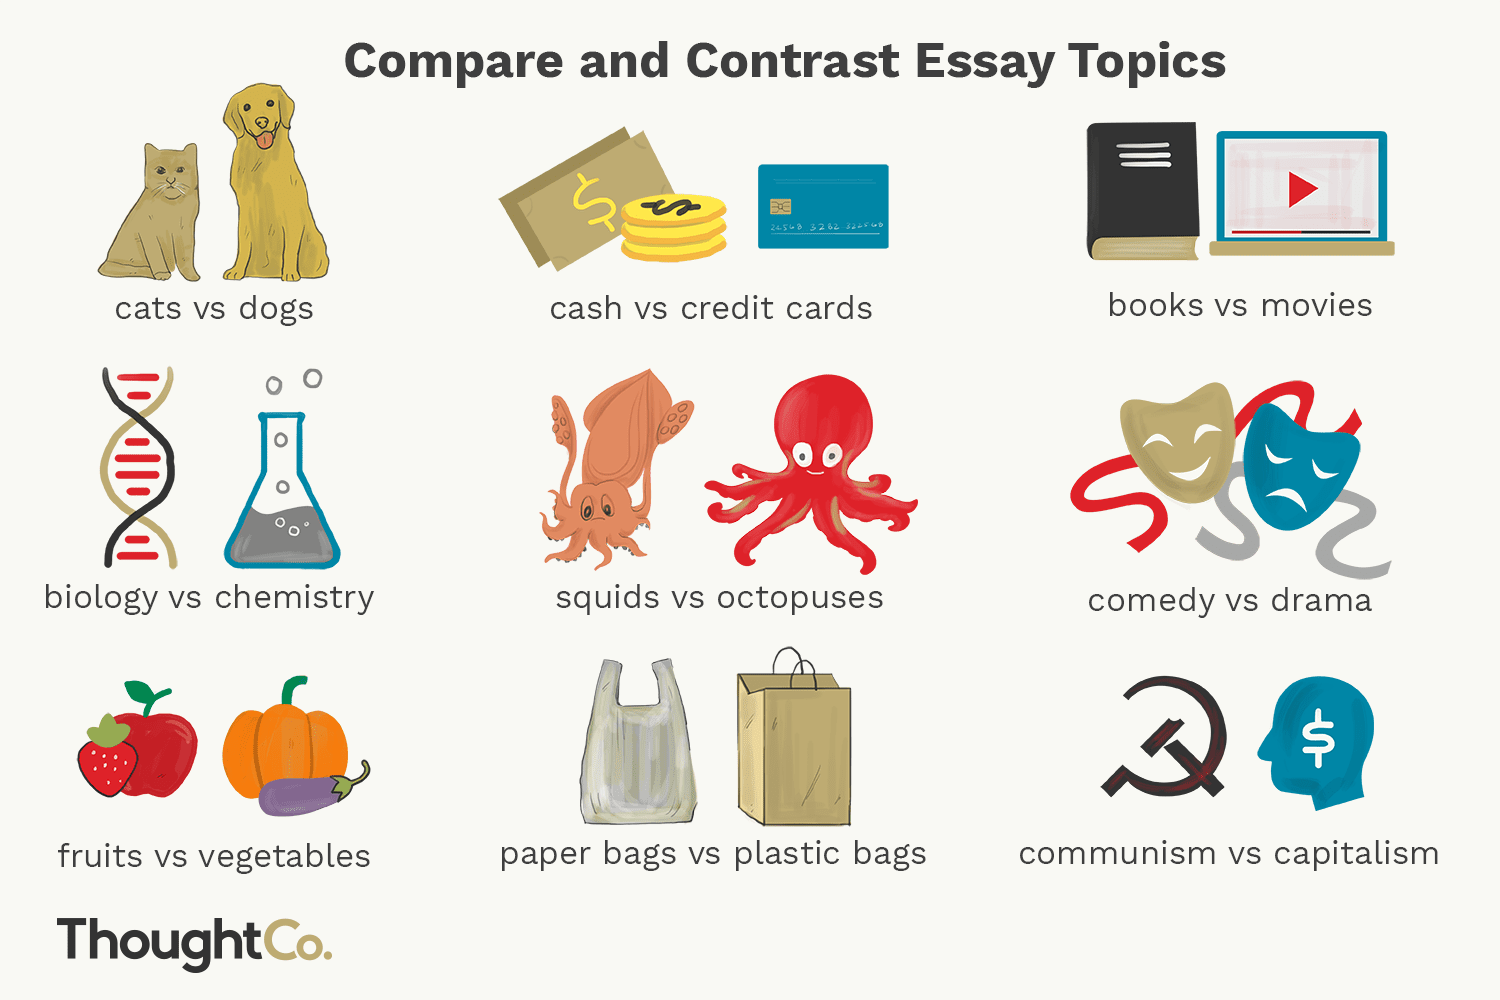 Compare and Contrast Essay Topics
cats vs dogs
cash vs credit cards
books vs movies
biology vs chemistry
squids vs octopuses
comedy vs drama
fruits vs vegetables
paper bags vs plastic bags
communism vs capitalism
ThoughtCo.